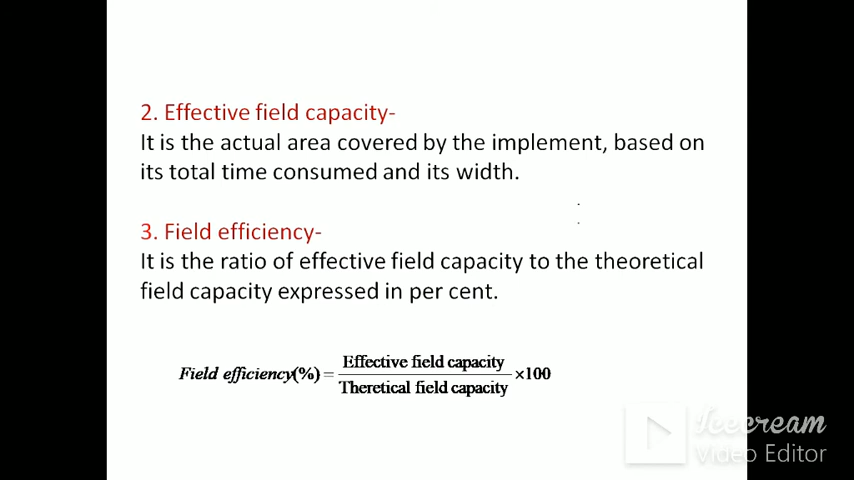 2. Effective field capacity-
It is the actual area covered by the implement, based on
its total time consumed and its width.
3. Field efficiency-
It is the ratio of effective field capacity to the theoretical
field capacity expressed in per cent.
Field efficiency(%) = Effective field capacity / Theretical field capacity ×100
Icecream
Video Editor